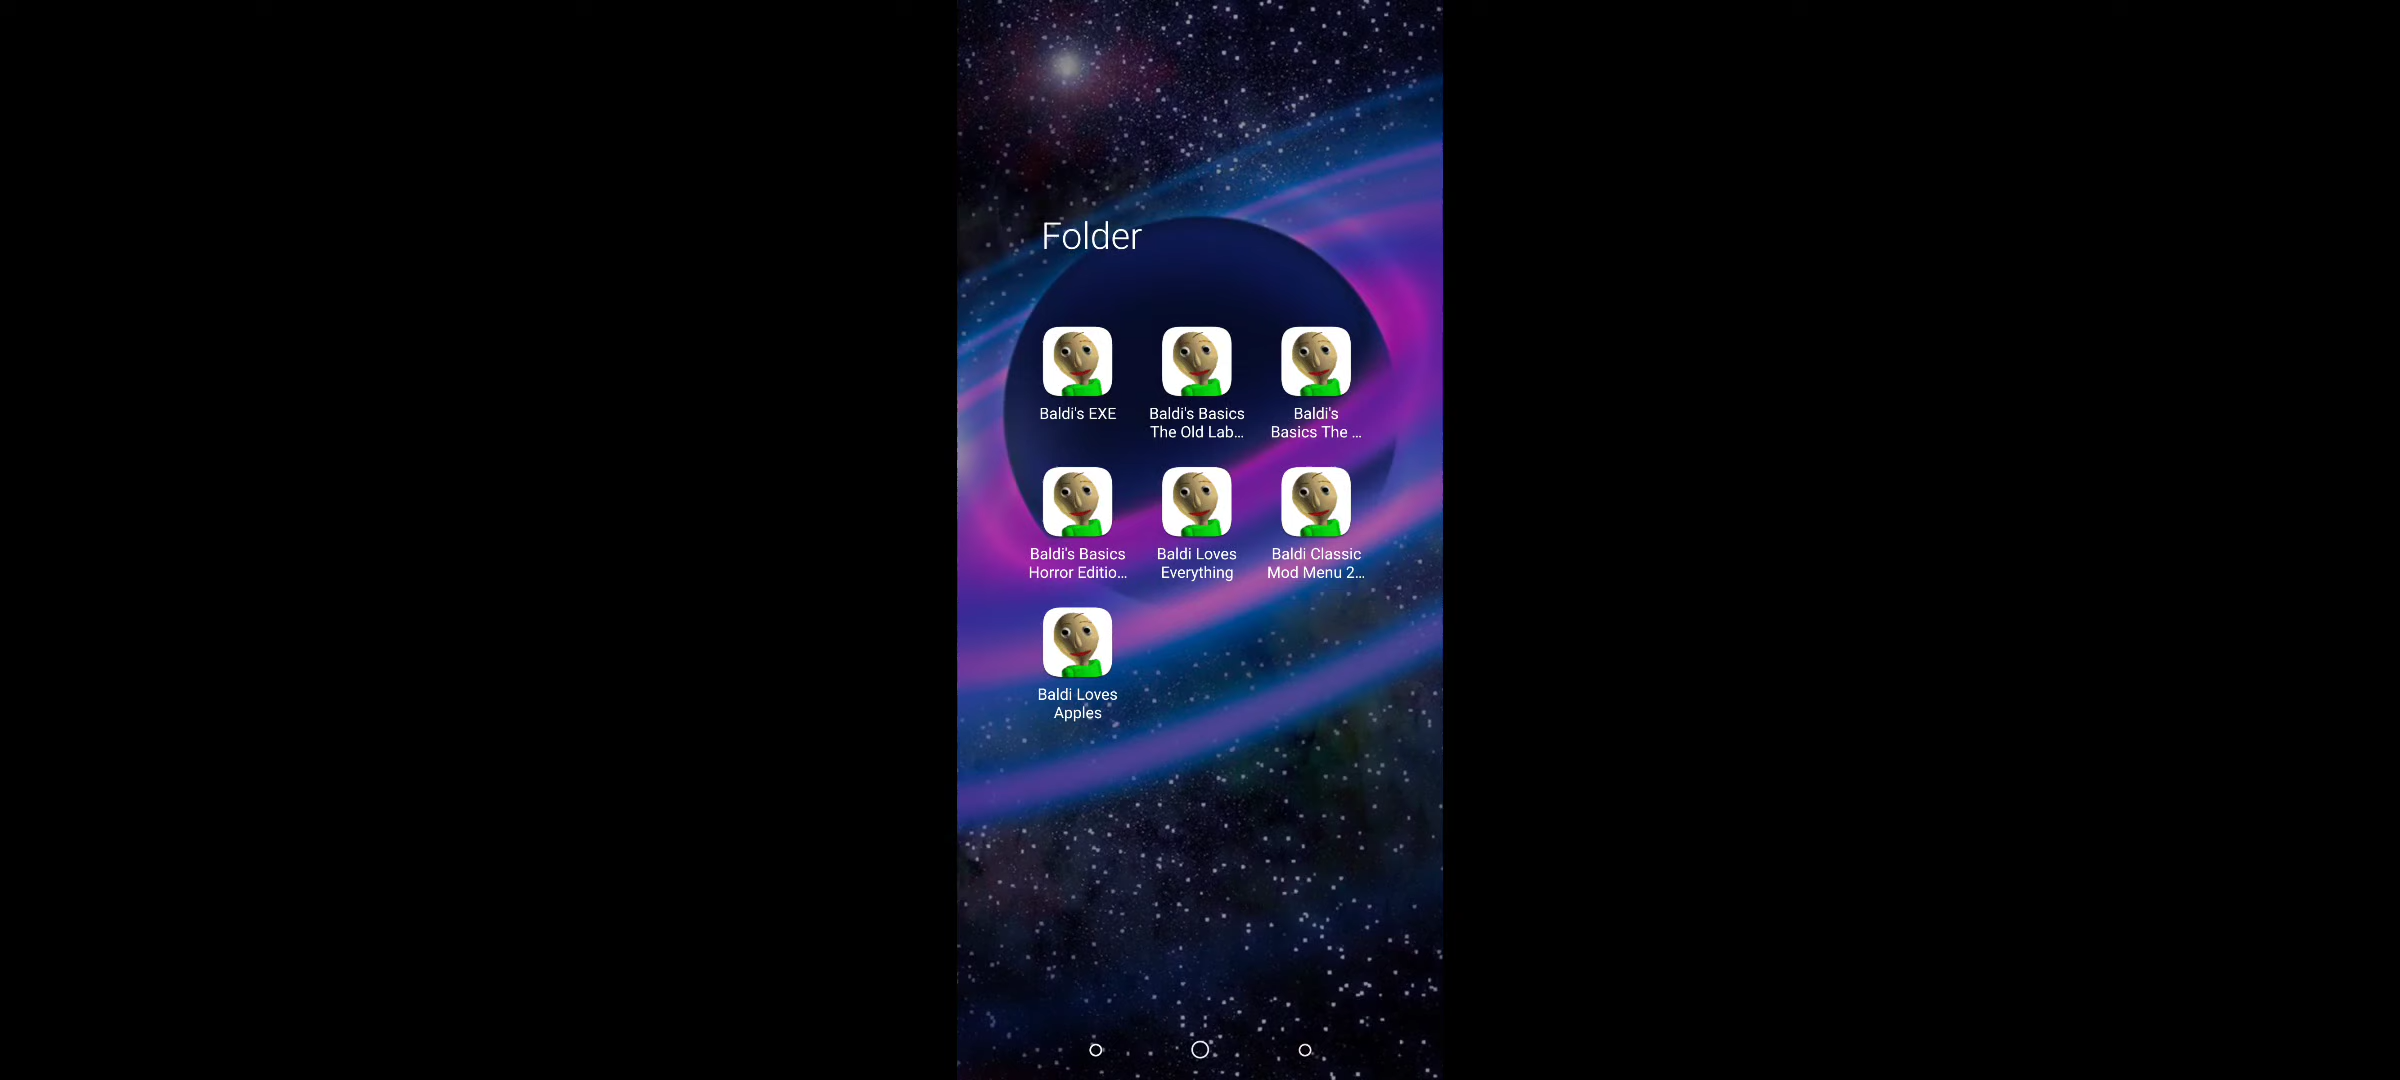 Folder
Baldi's EXE
Baldi's Basics
The Old Lab...
Baldi's
Basics The ...
Baldi's Basics
Horror Editio...
Baldi Loves
Everything
Baldi Classic
Mod Menu 2...
Baldi Loves
Apples